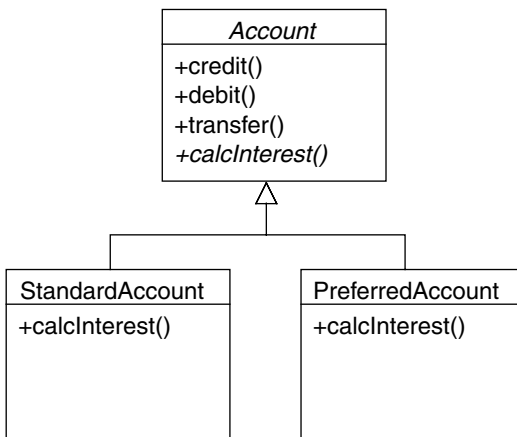 Account
+credit()
+debit()
+transfer()
+calcInterest()
StandardAccount
+calcInterest()
PreferredAccount
+calcInterest()